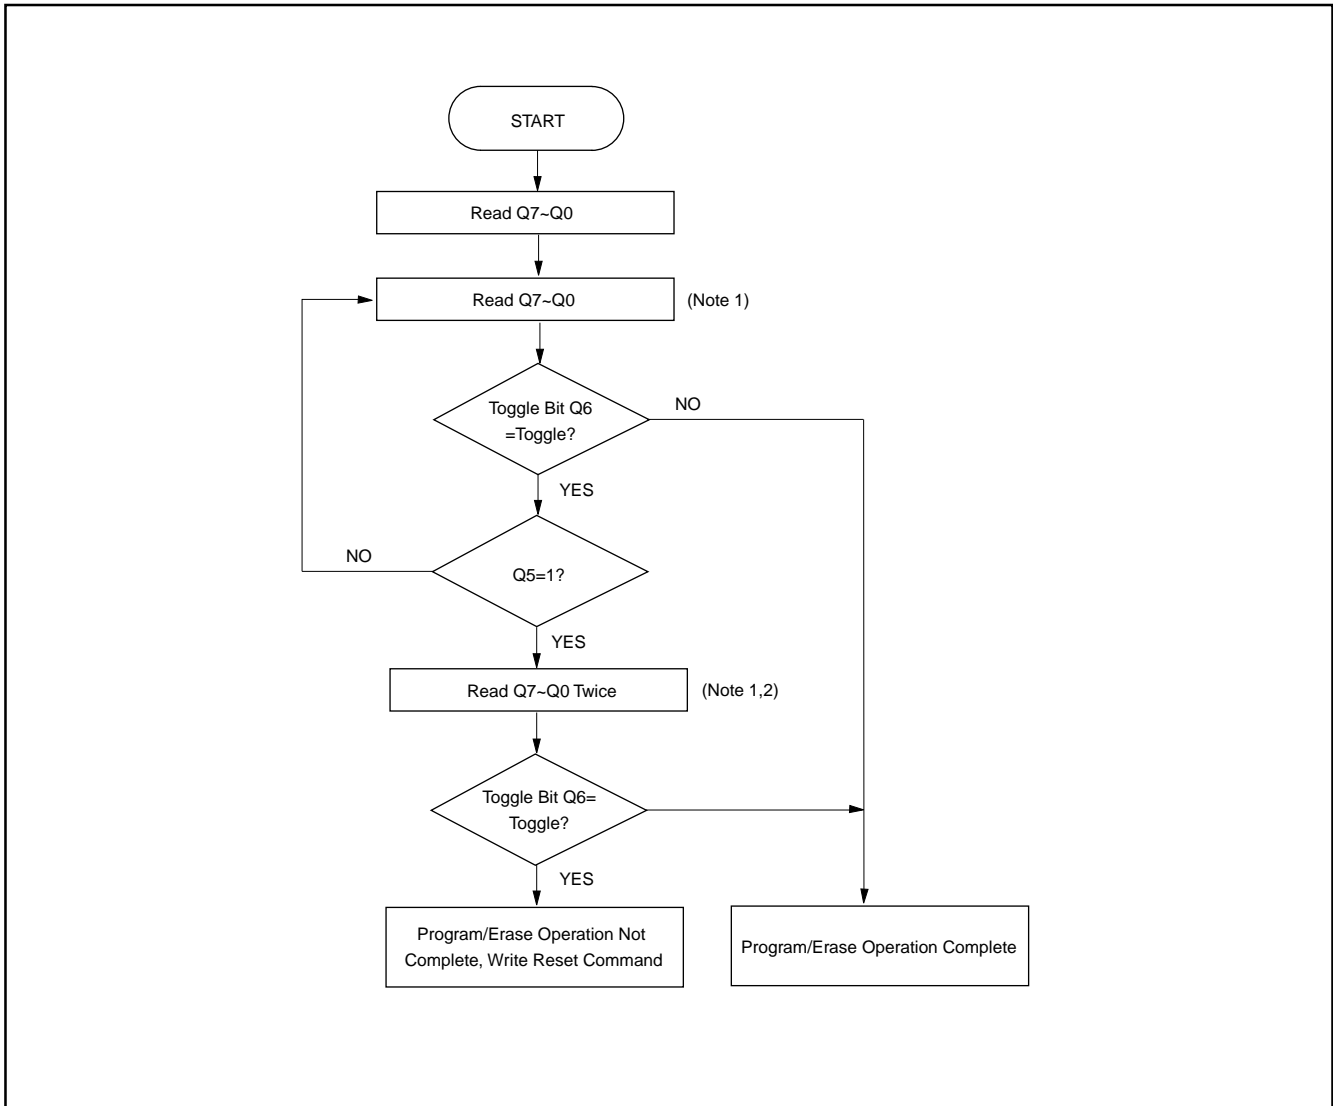 START
Read Q7~Q0
Read Q7~Q0
(Note 1)
Toggle Bit Q6
=Toggle?
NO
YES
NO
Q5=1?
YES
Read Q7~Q0 Twice
(Note 1,2)
Toggle Bit Q6=
Toggle?
YES
Program/Erase Operation Not
Complete, Write Reset Command
Program/Erase Operation Complete